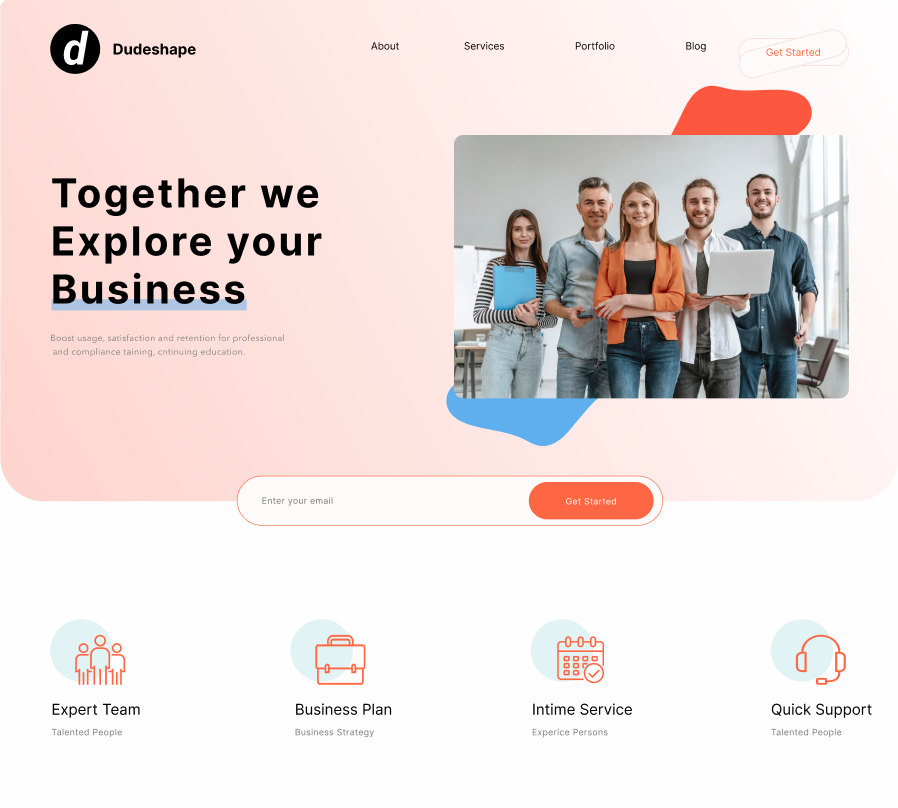 d Dudeshape
About Services Portfolio Blog Get Started
Together we
Explore your
Business
Boost usage, satisfaction and retention for professional
and compliance taining, cntinuing education.
Enter your email Get Started
Expert Team
Talented People
Business Plan
Business Strategy
Intime Service
Experice Persons
Quick Support
Talented People